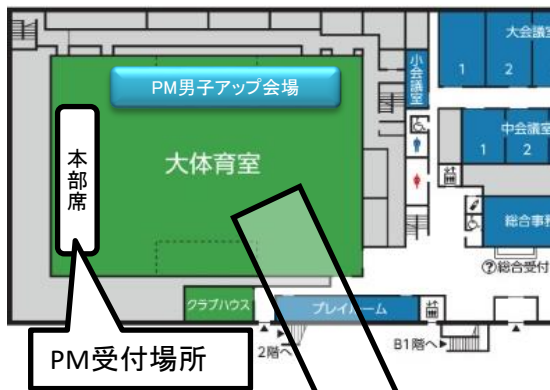 大会議室
小会議室
1
2
PM男子アップ会場
本部席
大体育室
中会議室
1
2
総合事務
?総合受付
クラブハウス
プレイルーム
2階へ
B1階へ
PM受付場所